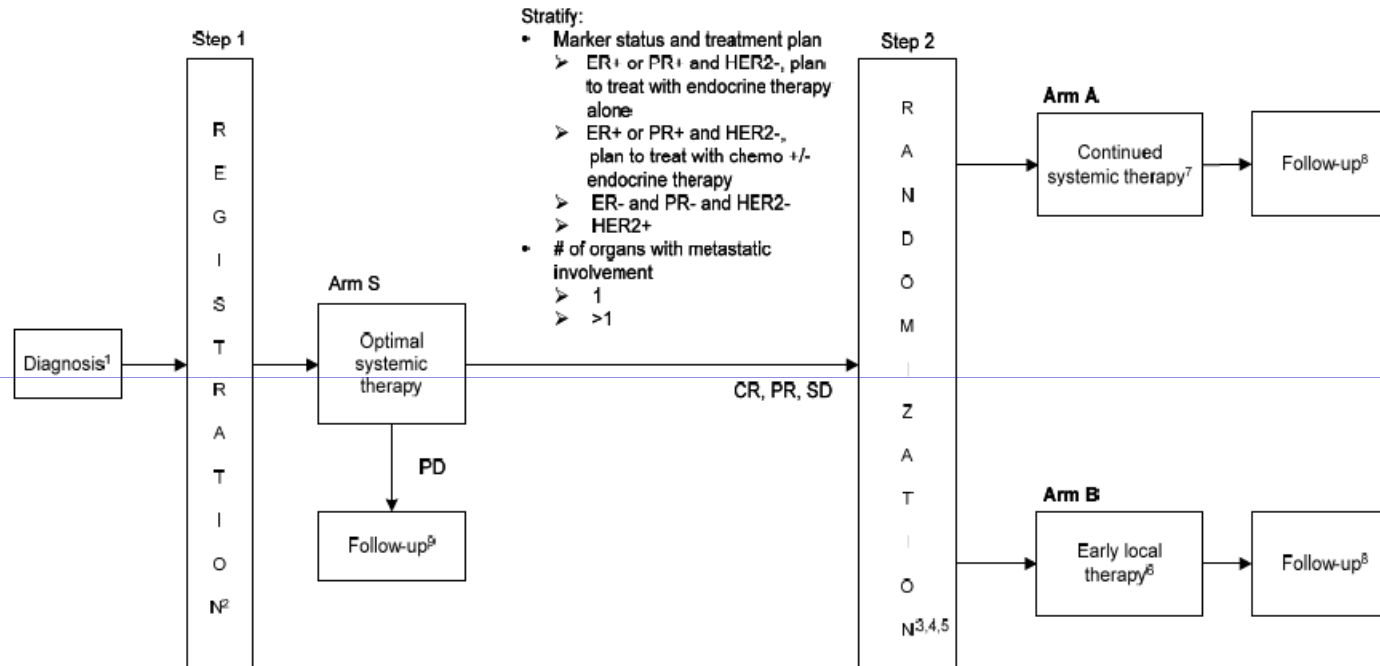 Stratify:
• Marker status and treatment plan
➢ ER+ or PR+ and HER2-, plan
to treat with endocrine therapy
alone
➢ ER+ or PR+ and HER2-,
plan to treat with chemo +/-
endocrine therapy
➢ ER- and PR- and HER2-
➢ HER2+
• # of organs with metastatic
involvement
➢ 1
➢ >1
Step 1
R
E
G
I
S
T
R
A
T
I
O
N²
Diagnosis¹
Arm S
Optimal
systemic
therapy
PD
Follow-up⁹
CR, PR, SD
Step 2
R
A
N
D
O
M
I
Z
A
T
I
O
N³,⁴,⁵
Arm A
Continued
systemic therapy⁷
Follow-up⁸
Arm B
Early local
therapy⁶
Follow-up⁸